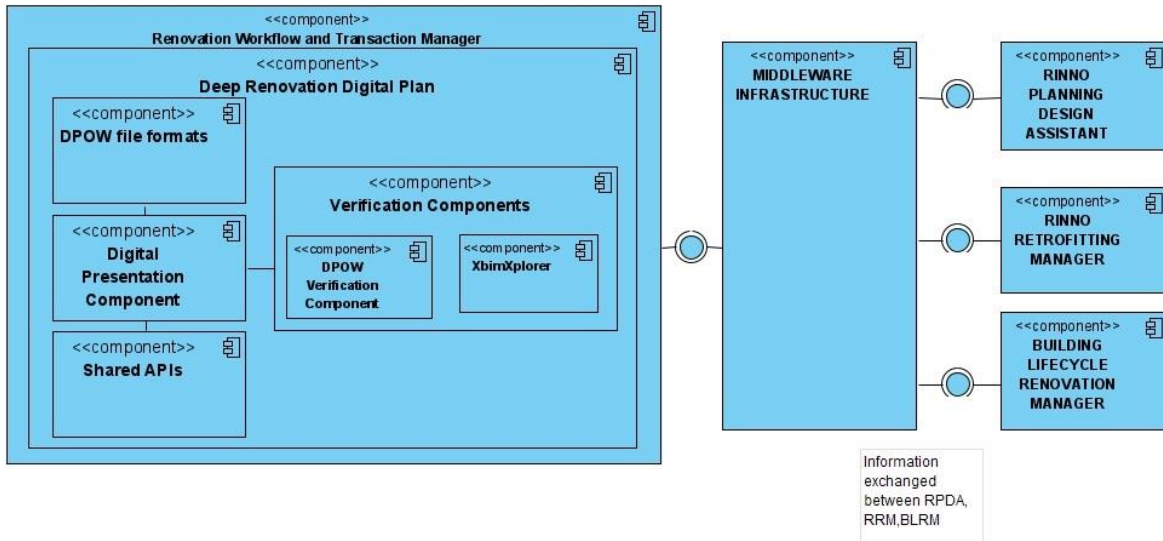 <<component>>
Renovation Workflow and Transaction Manager
<<component>>
Deep Renovation Digital Plan
<<component>>
DPOW file formats
<<component>>
Digital
Presentation
Component
<<component>>
Shared APIs
<<component>>
Verification Components
<<component>>
DPOW
Verification
Component
<<component>>
XbimXplorer
<<component>>
MIDDLEWARE
INFRASTRUCTURE
<<component>>
RINNO
PLANNING
DESIGN
ASSISTANT
<<component>>
RINNO
RETROFITTING
MANAGER
<<component>>
BUILDING
LIFECYCLE
RENOVATION
MANAGER
Information
exchanged
between RPDA,
RRM,BLRM